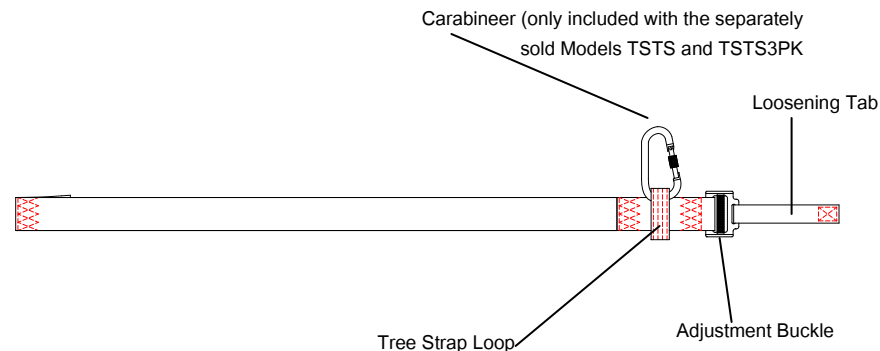 Carabineer (only included with the separately
sold Models TSTS and TSTS3PK
Loosening Tab
Tree Strap Loop
Adjustment Buckle